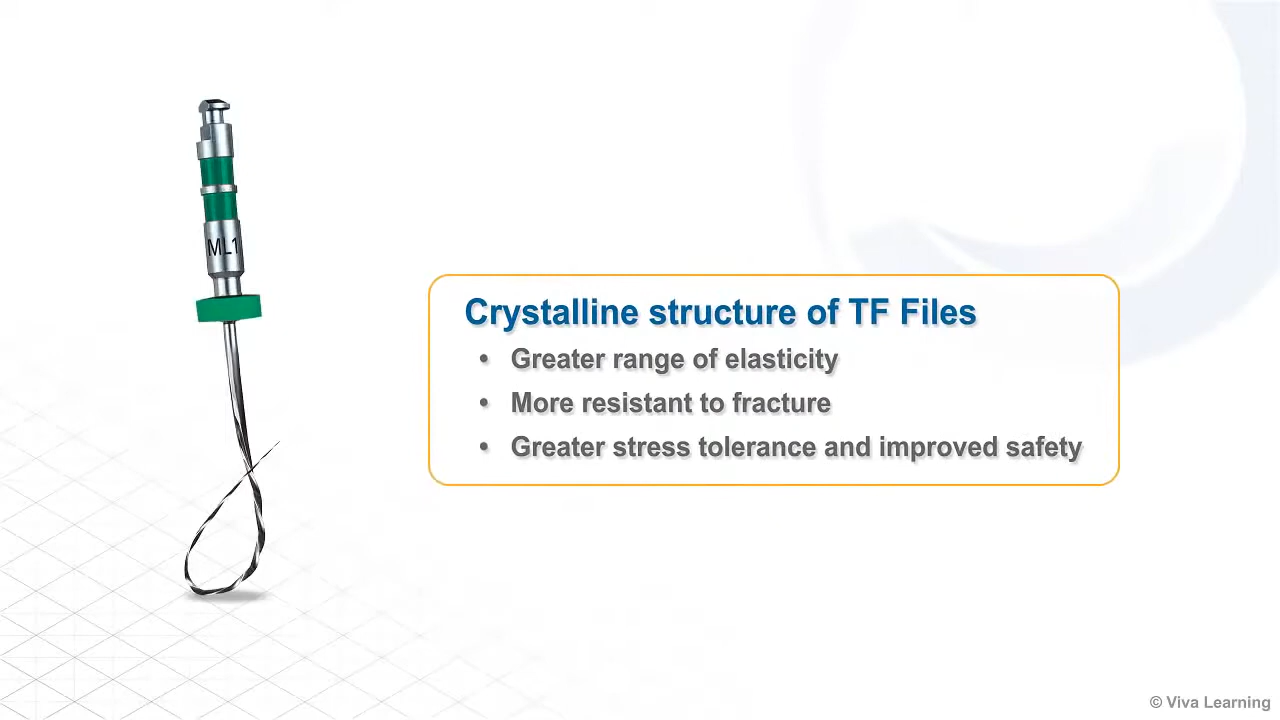 ML1
Crystalline structure of TF Files
• Greater range of elasticity
• More resistant to fracture
• Greater stress tolerance and improved safety
© Viva Learning